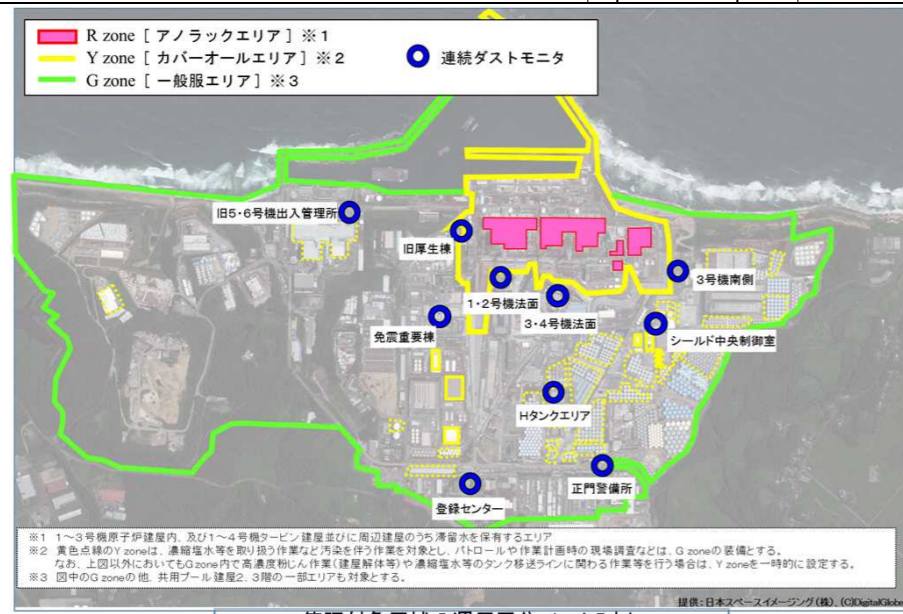 R zone [ アノラックエリア ] ※1
Y zone [ カバーオールエリア ] ※2
G zone [ 一般服エリア ] ※3
連続ダストモニタ
旧5・6号機出入管理所
旧厚生棟
1・2号機法面
3号機南側
3・4号機法面
免震重要棟
シールド中央制御室
Hタンクエリア
正門警備所
登録センター
※1 1～3号機原子炉建屋内、及び1～4号機タービン建屋並びに周辺建屋のうち滞留水を保有するエリア
※2 黄色点線のY zoneは、濃縮塩水等を取り扱う作業など汚染を伴う作業を対象とし、パトロールや作業計画時の現場調査などは、G zoneの装備とする。
なお、上図以外においてもG zone内で高濃度粉じん作業(建屋解体等)や濃縮塩水等のタンク移送ラインに関わる作業等を行う場合は、Y zoneを一時的に設定する。
※3 図中のG zoneの他、共用プール建屋2、3階の一部エリアも対象とする。
提供:日本スペースイメージング(株)、(C)DigitalGlobe